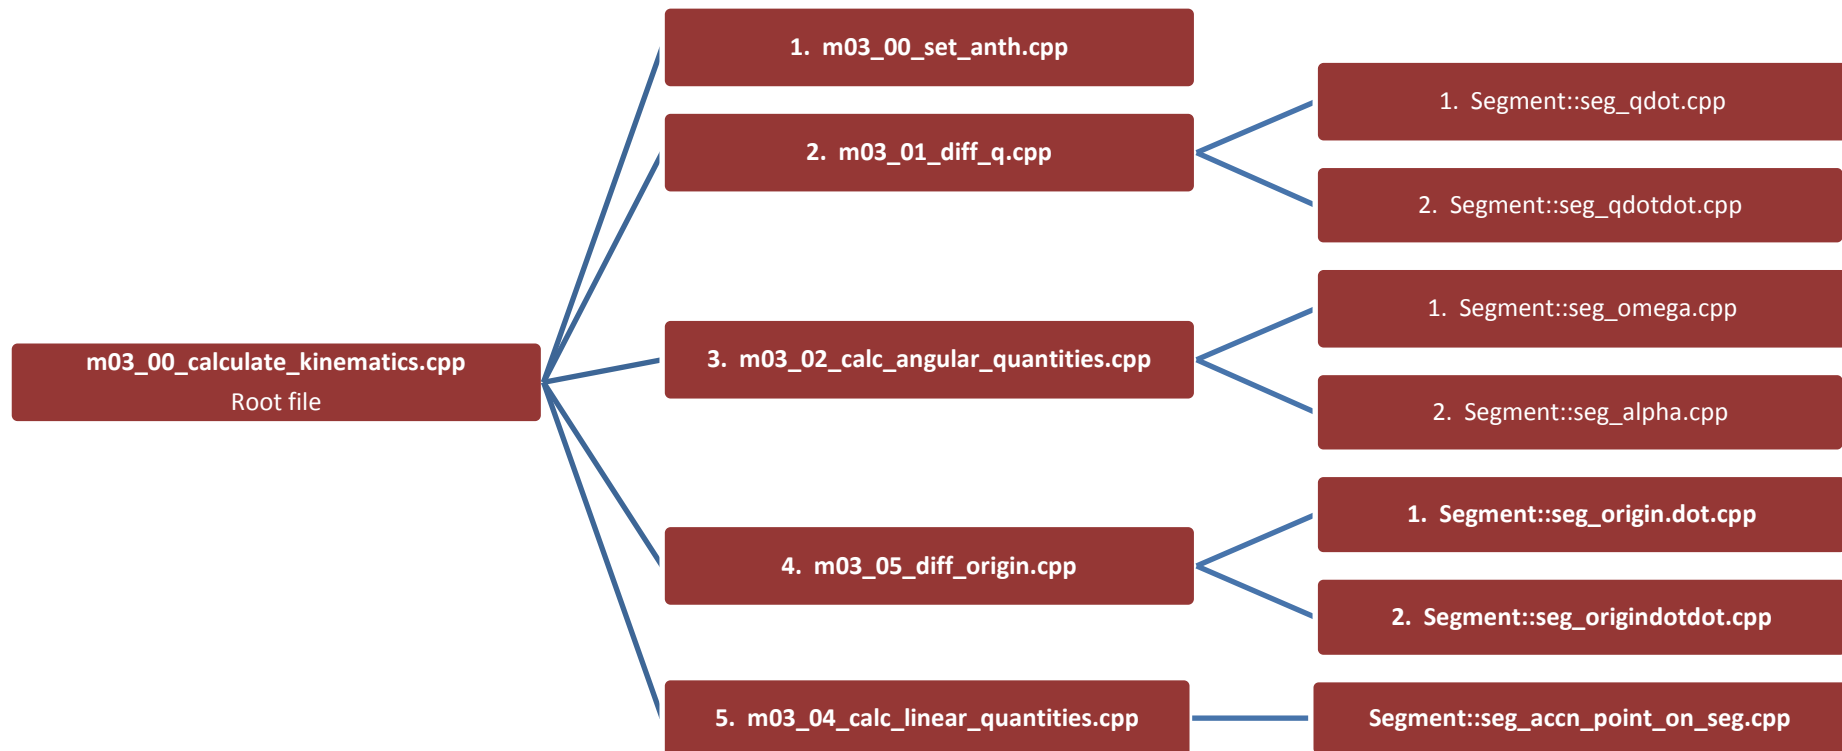 1. m03_00_set_anth.cpp
1. Segment::seg_qdot.cpp
2. m03_01_diff_q.cpp
2. Segment::seg_qdotdot.cpp
1. Segment::seg_omega.cpp
m03_00_calculate_kinematics.cpp
Root file
3. m03_02_calc_angular_quantities.cpp
2. Segment::seg_alpha.cpp
1. Segment::seg_origin.dot.cpp
4. m03_05_diff_origin.cpp
2. Segment::seg_origindotdot.cpp
5. m03_04_calc_linear_quantities.cpp
Segment::seg_accn_point_on_seg.cpp